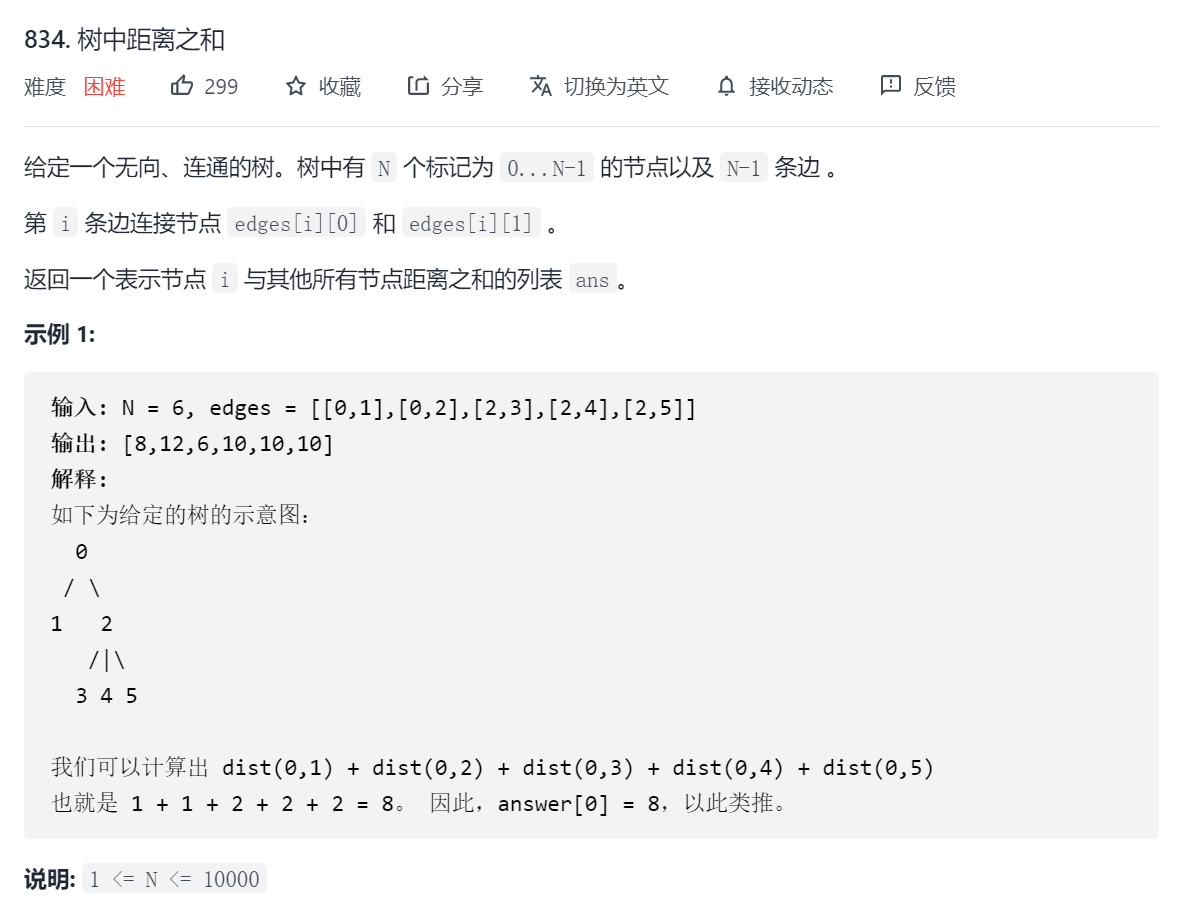 834. 树中距离之和
难度 困难 299 收藏 分享 切换为英文 接收动态 反馈
给定一个无向、连通的树。树中有 N 个标记为 0...N-1 的节点以及 N-1 条边 。
第 i 条边连接节点 edges[i][0] 和 edges[i][1] 。
返回一个表示节点 i 与其他所有节点距离之和的列表 ans。
示例 1:
输入: N = 6, edges = [[0,1],[0,2],[2,3],[2,4],[2,5]]
输出: [8,12,6,10,10,10]
解释:
如下为给定的树的示意图:
  0
 / \
1   2
   /|\
  3 4 5
我们可以计算出 dist(0,1) + dist(0,2) + dist(0,3) + dist(0,4) + dist(0,5)
也就是 1 + 1 + 2 + 2 + 2 = 8。 因此，answer[0] = 8，以此类推。
说明: 1 <= N <= 10000